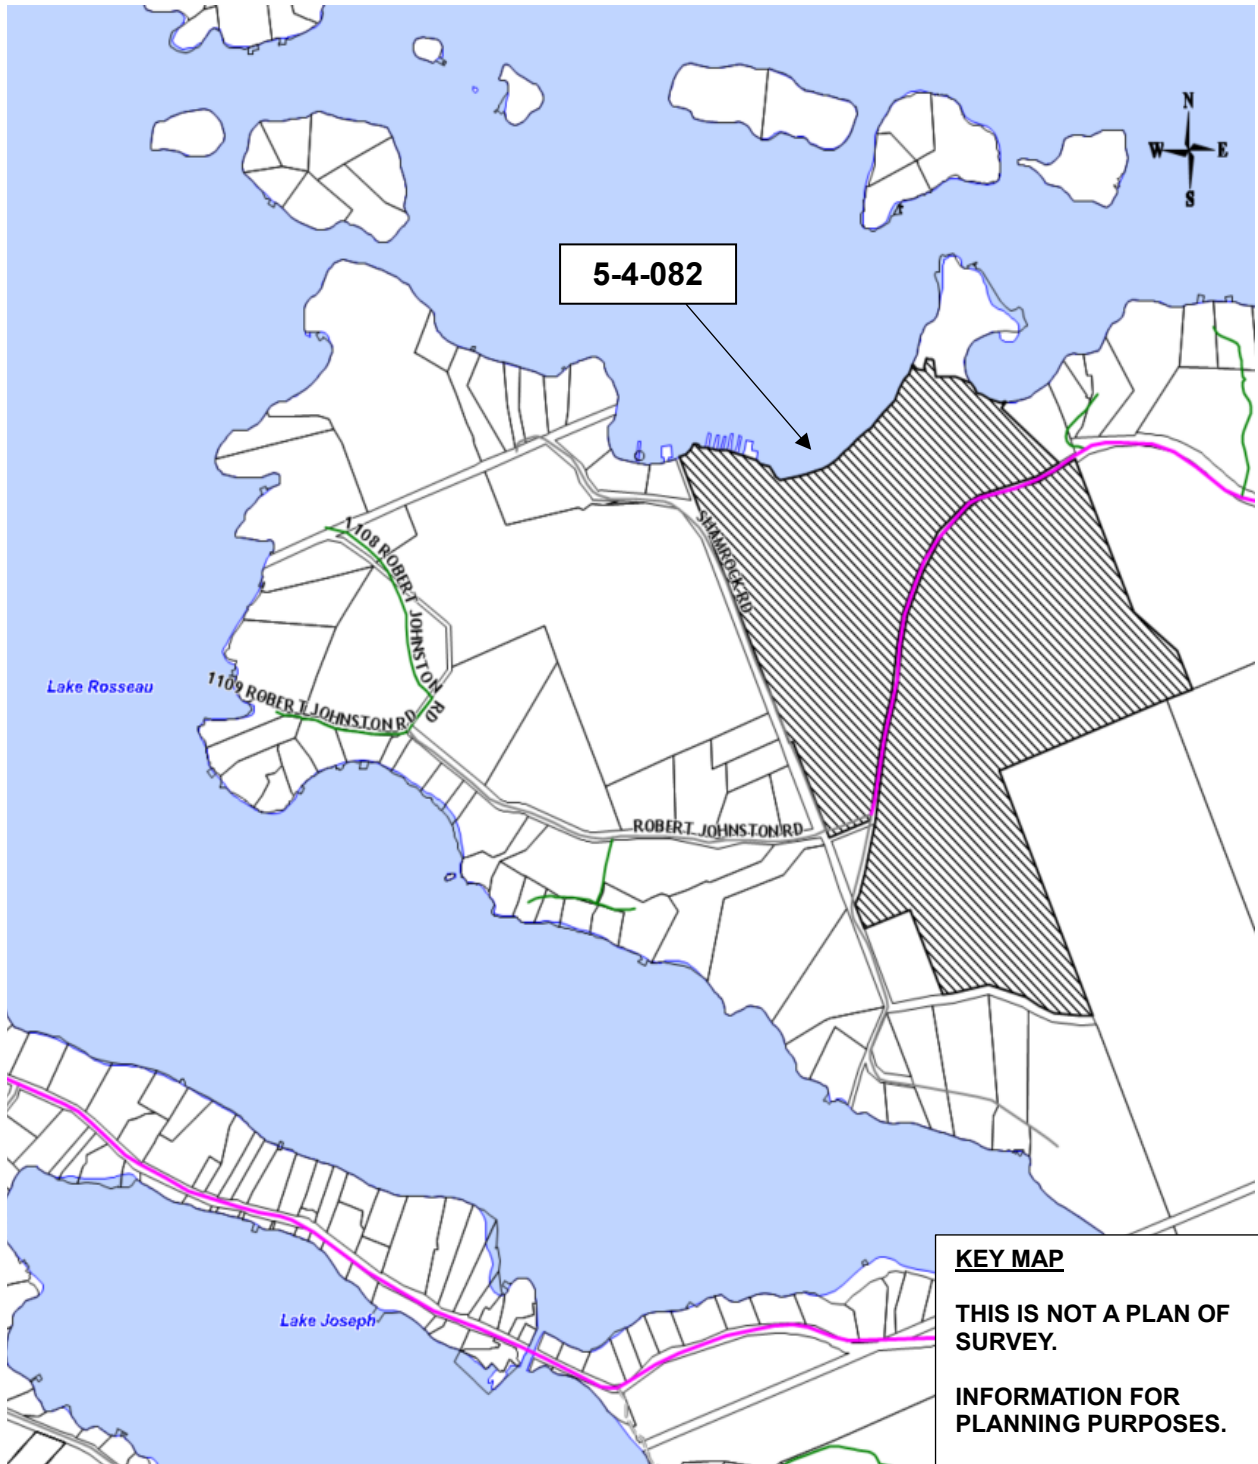 N
W E
S
5-4-082
SHAMROCK RD
1108 ROBERT JOHNSTON RD
Lake Rosseau
1109 ROBERT JOHNSTON RD
ROBERT JOHNSTON RD
Lake Joseph
KEY MAP
THIS IS NOT A PLAN OF
SURVEY.
INFORMATION FOR
PLANNING PURPOSES.